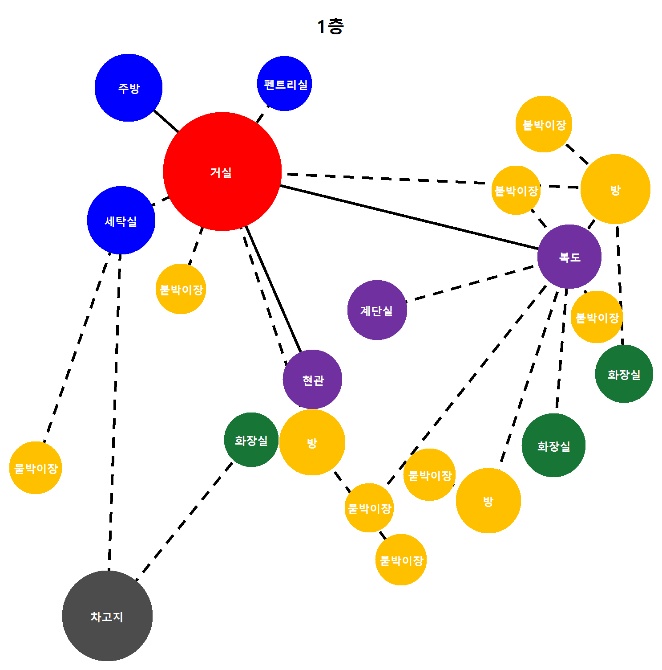 1층
펜트리실
주방
붙박이장
거실
방
붙박이장
세탁실
복도
붙박이장
계단실
붙박이장
화장실
현관
화장실
방
화장실
붙박이장
붙박이장
방
붙박이장
붙박이장
차고지